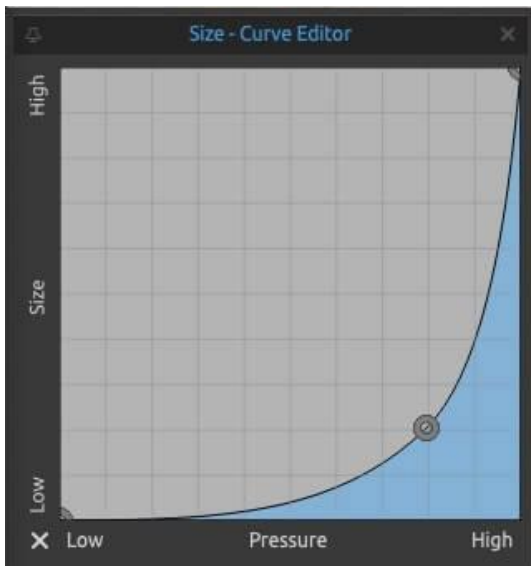 Size - Curve Editor
High
Size
Low
Low Pressure High